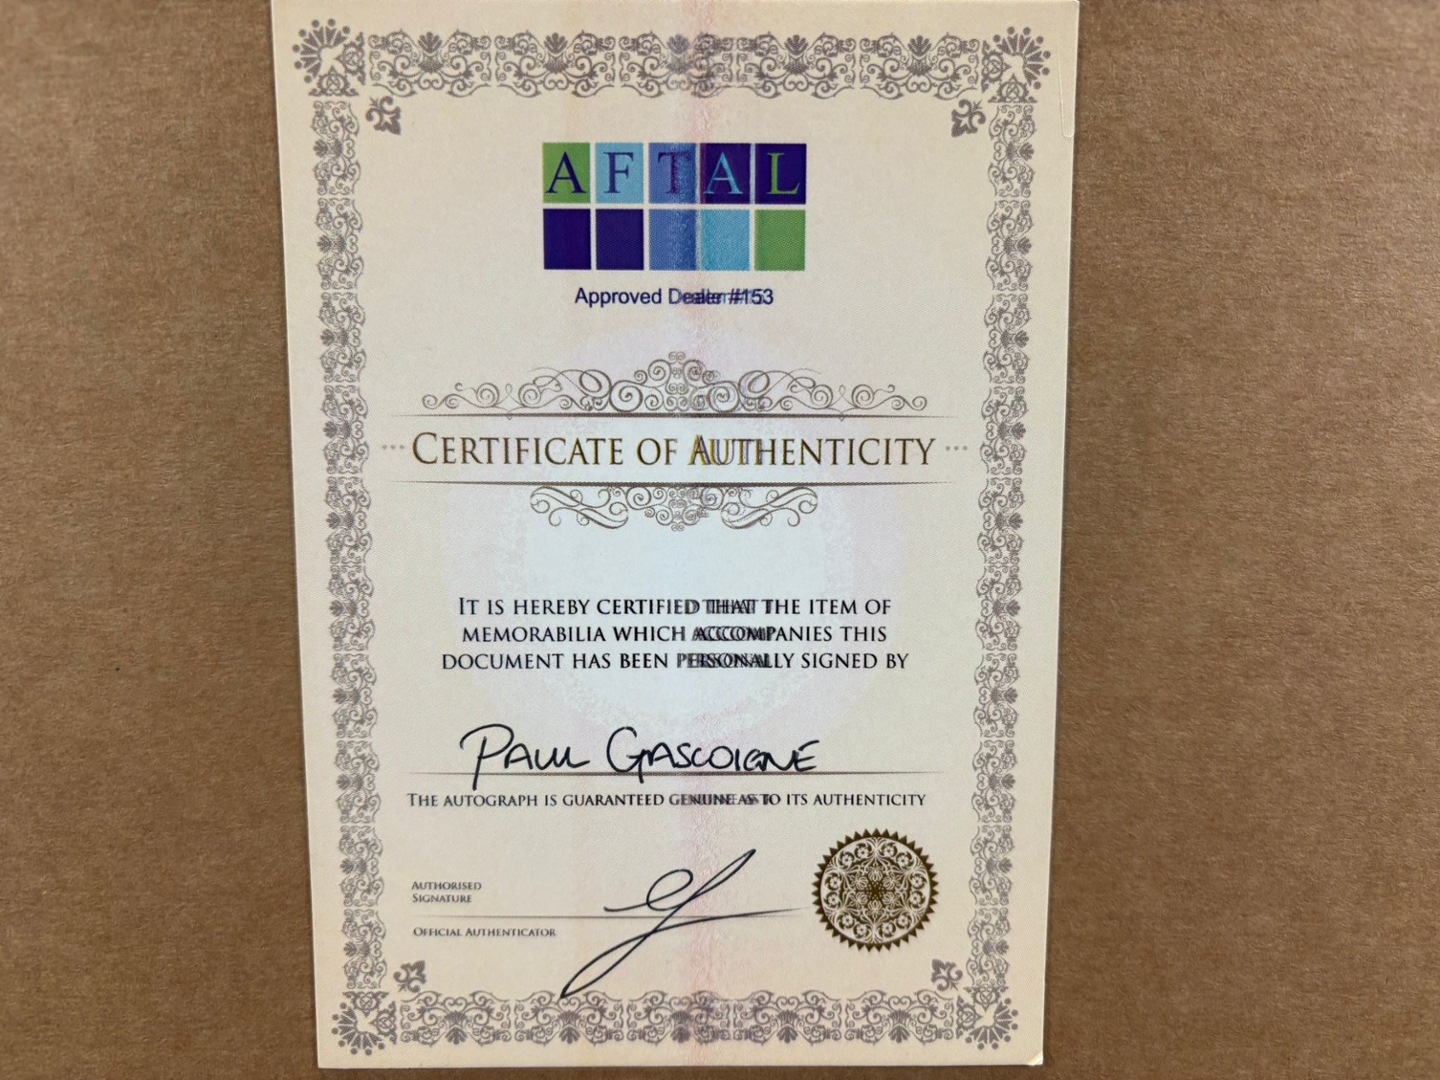 AFTAL
Approved Dealer #153
CERTIFICATE OF AUTHENTICITY
IT IS HEREBY CERTIFIED THAT THE ITEM OF
MEMORABILIA WHICH ACCOMPANIES THIS
DOCUMENT HAS BEEN PERSONALLY SIGNED BY
PAUL GASCOIGNE
THE AUTOGRAPH IS GUARANTEED GENUINE AS TO ITS AUTHENTICITY
AUTHORISED
SIGNATURE
OFFICIAL AUTHENTICATOR